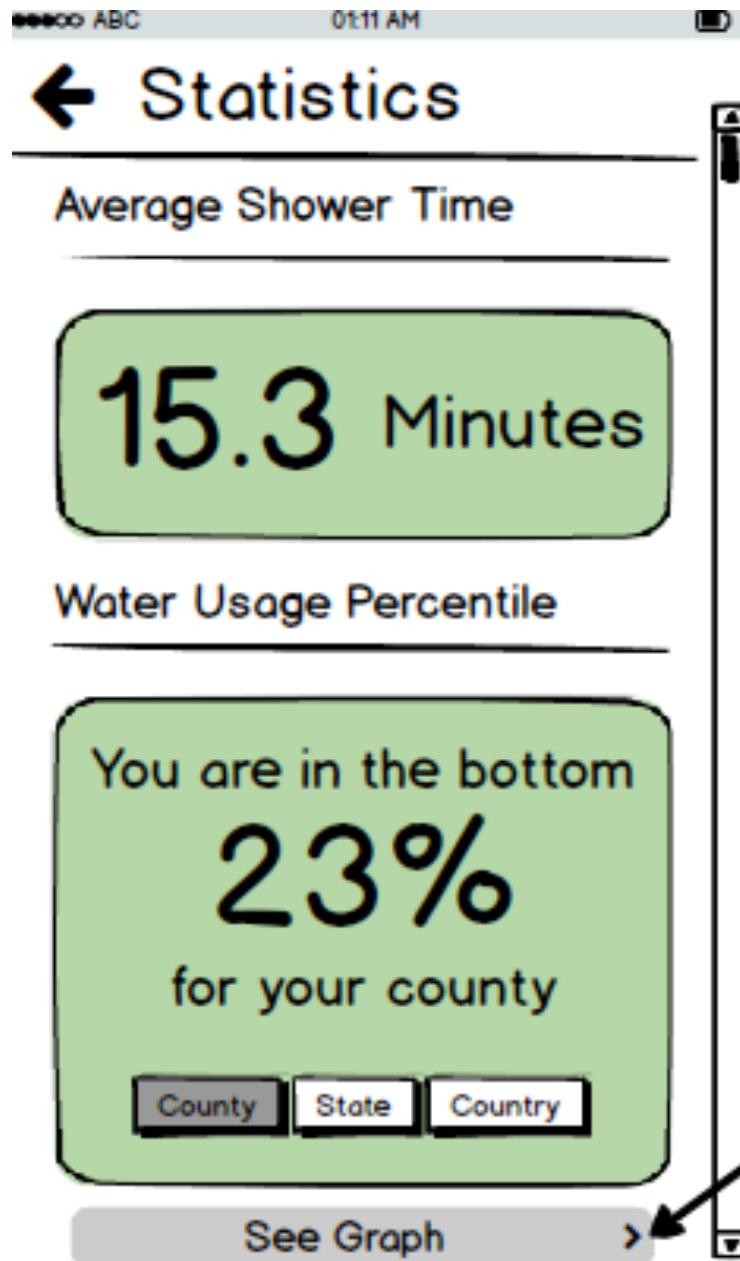 ABC 01:11 AM
Statistics
Average Shower Time
15.3 Minutes
Water Usage Percentile
You are in the bottom
23%
for your county
County State Country
See Graph >